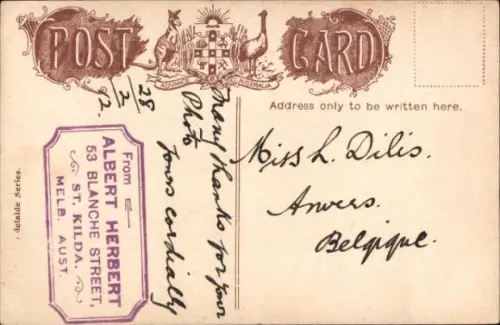 POST CARD
ADVANCE AUSTRALIA
28/2/12.
Many thanks for your
Photo
Yours cordially
Address only to be written here.
Miss L. Dilis.
Anvers.
Belgique.
From
ALBERT HERBERT
53 BLANCHE STREET,
ST. KILDA.
MELB. AUST.
Adelaide Series.